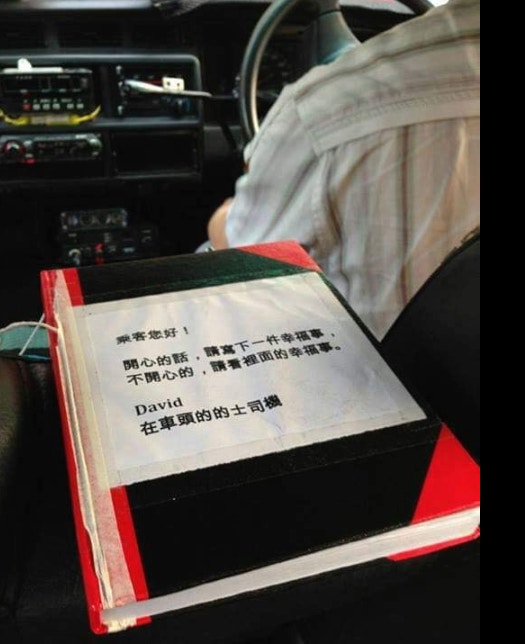 乘客您好！
開心的話，請寫下一件幸福事，
不開心的，請看裡面的幸福事。
David
在車頭的的士司機